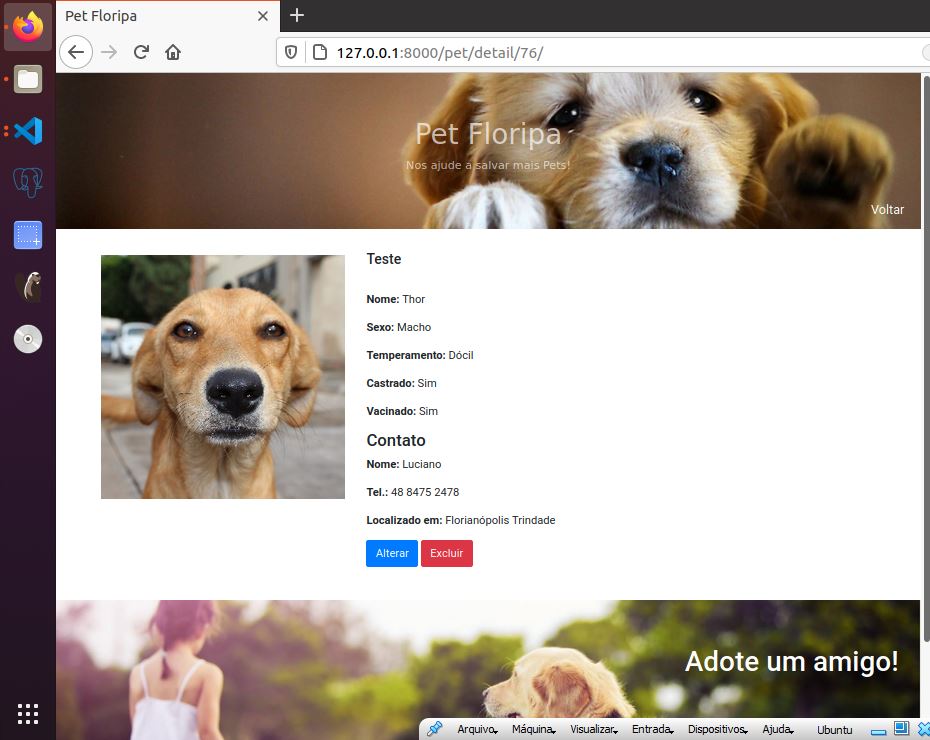 Pet Floripa
127.0.0.1:8000/pet/detail/76/
Pet Floripa
Nos ajude a salvar mais Pets!
Voltar
Teste
Nome: Thor
Sexo: Macho
Temperamento: Dócil
Castrado: Sim
Vacinado: Sim
Contato
Nome: Luciano
Tel.: 48 8475 2478
Localizado em: Florianópolis Trindade
Alterar Excluir
Adote um amigo!
Arquivo Máquina Visualizar Entrada Dispositivos Ajuda Ubuntu